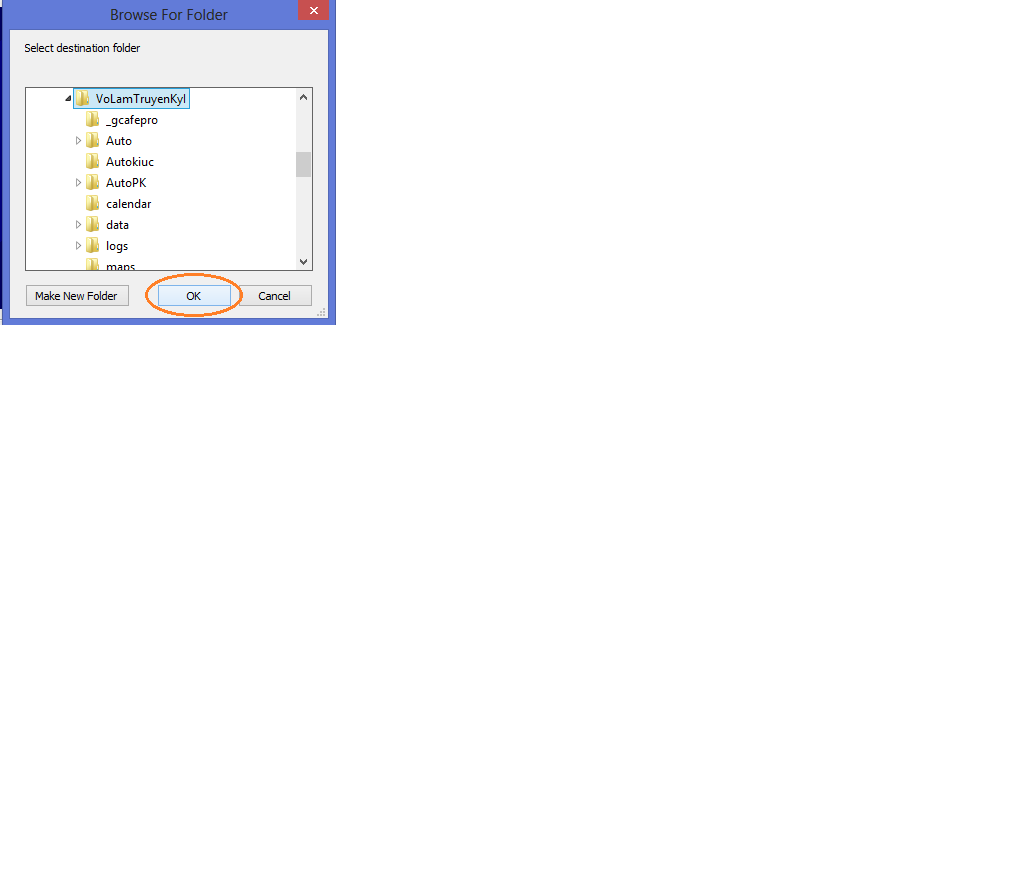 Browse For Folder
Select destination folder
VoLamTruyenKyI
_gcafepro
Auto
Autokiuc
AutoPK
calendar
data
logs
maps
Make New Folder
OK
Cancel